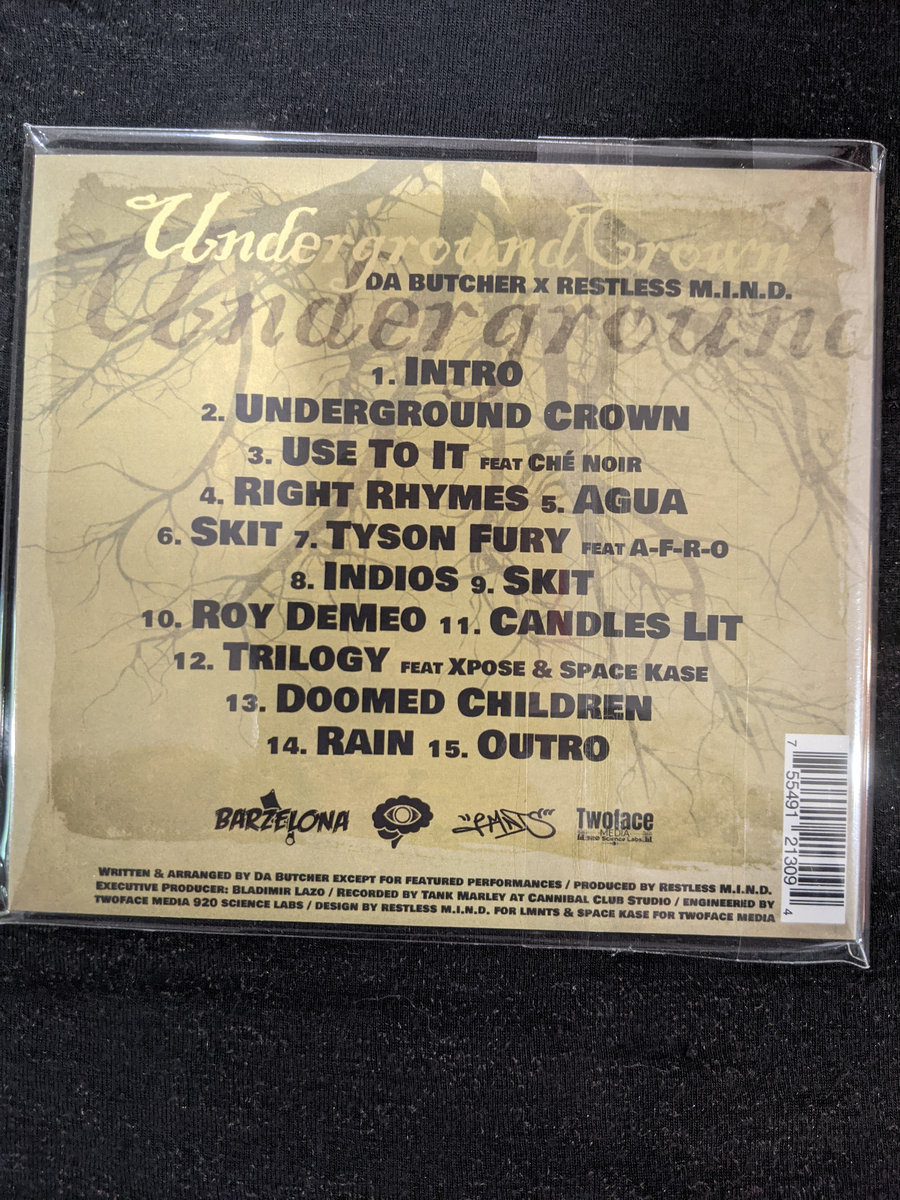 Underground Crown
DA BUTCHER X RESTLESS M.I.N.D.
Underground
1. INTRO
2. UNDERGROUND CROWN
3. USE TO IT FEAT CHÉ NOIR
4. RIGHT RHYMES 5. AGUA
6. SKIT 7. TYSON FURY FEAT A-F-R-O
8. INDIOS 9. SKIT
10. ROY DEMEO 11. CANDLES LIT
12. TRILOGY FEAT XPOSE & SPACE KASE
13. DOOMED CHILDREN
14. RAIN 15. OUTRO
BARZELONA
Twoface
MEDIA
920 Science Labs
WRITTEN & ARRANGED BY DA BUTCHER EXCEPT FOR FEATURED PERFORMANCES / PRODUCED BY RESTLESS M.I.N.D.
EXECUTIVE PRODUCER: BLADIMIR LAZO / RECORDED BY TANK MARLEY AT CANNIBAL CLUB STUDIO / ENGINEERED BY
TWOFACE MEDIA 920 SCIENCE LABS / DESIGN BY RESTLESS M.I.N.D. FOR LMNTS & SPACE KASE FOR TWOFACE MEDIA
7 55491 21309 4